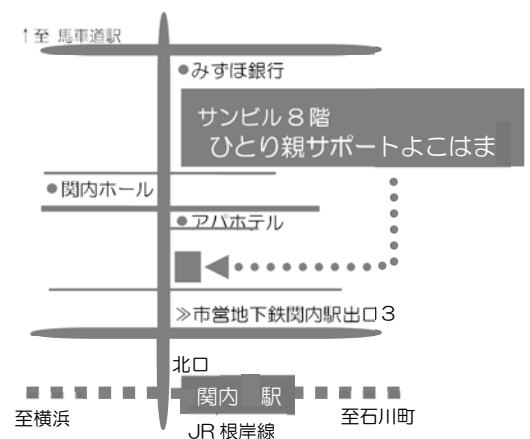 ↑至 馬車道駅
●みずほ銀行
サンビル8階
ひとり親サポートよこはま
●関内ホール
●アパホテル
≫市営地下鉄関内駅出口3
北口
関内 駅
至横浜
JR根岸線
至石川町